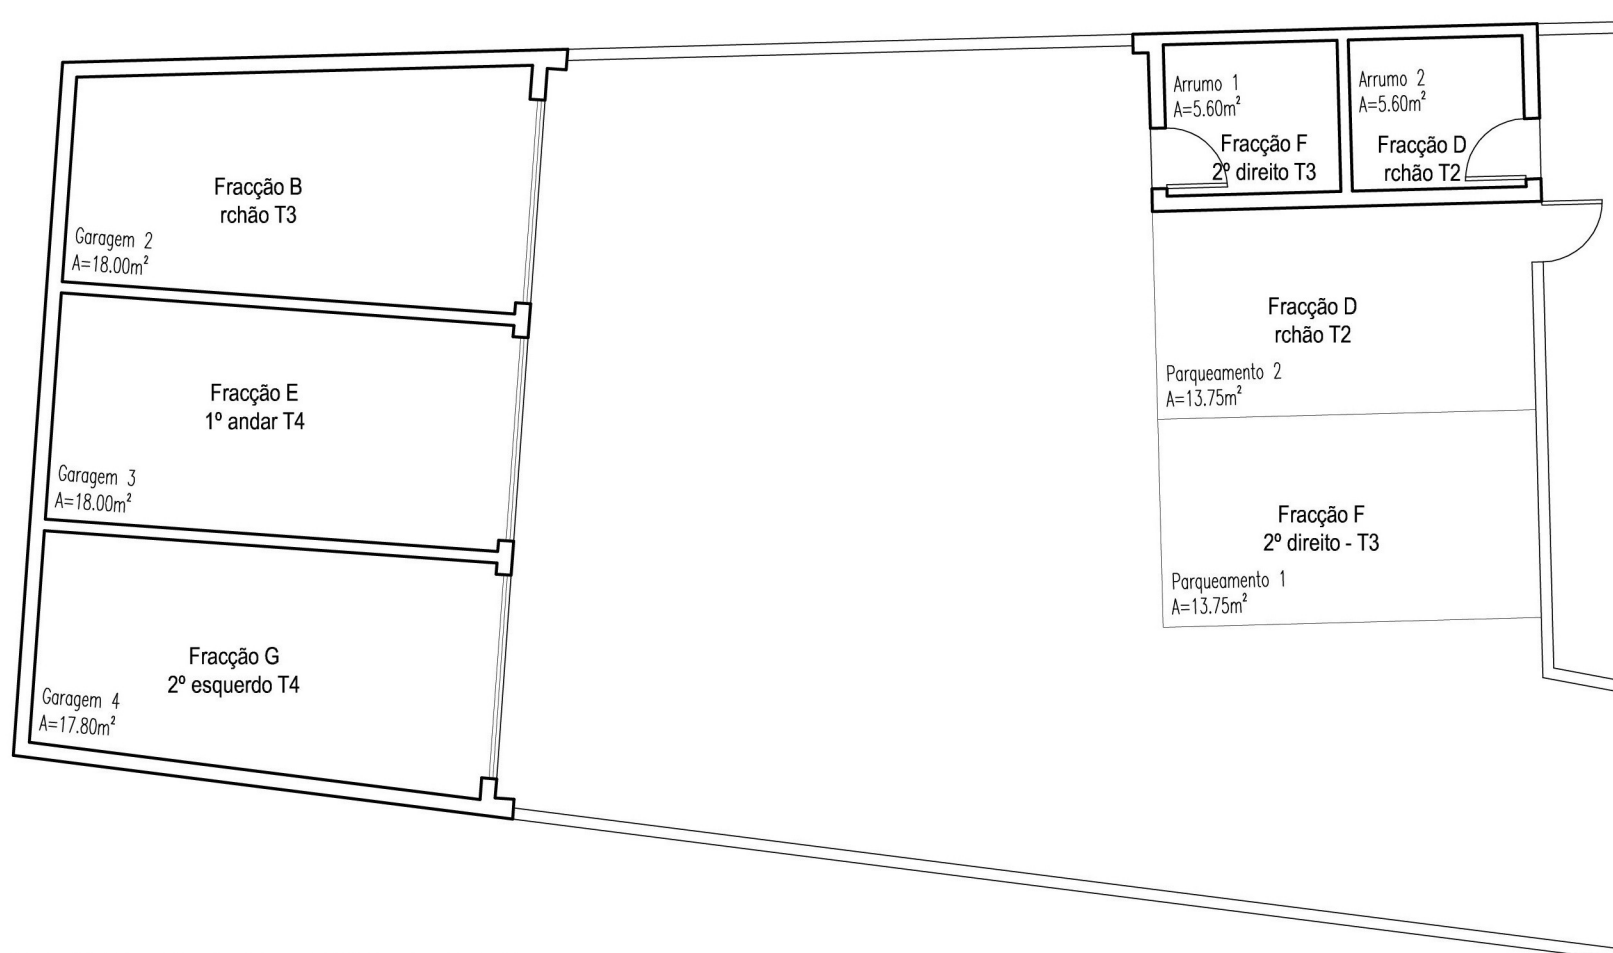 Fracção B
rchão T3
Garagem 2
A=18.00m²
Fracção E
1º andar T4
Garagem 3
A=18.00m²
Fracção G
2º esquerdo T4
Garagem 4
A=17.80m²
Arrumo 1
A=5.60m²
Fracção F
2º direito T3
Arrumo 2
A=5.60m²
Fracção D
rchão T2
Fracção D
rchão T2
Parqueamento 2
A=13.75m²
Fracção F
2º direito - T3
Parqueamento 1
A=13.75m²